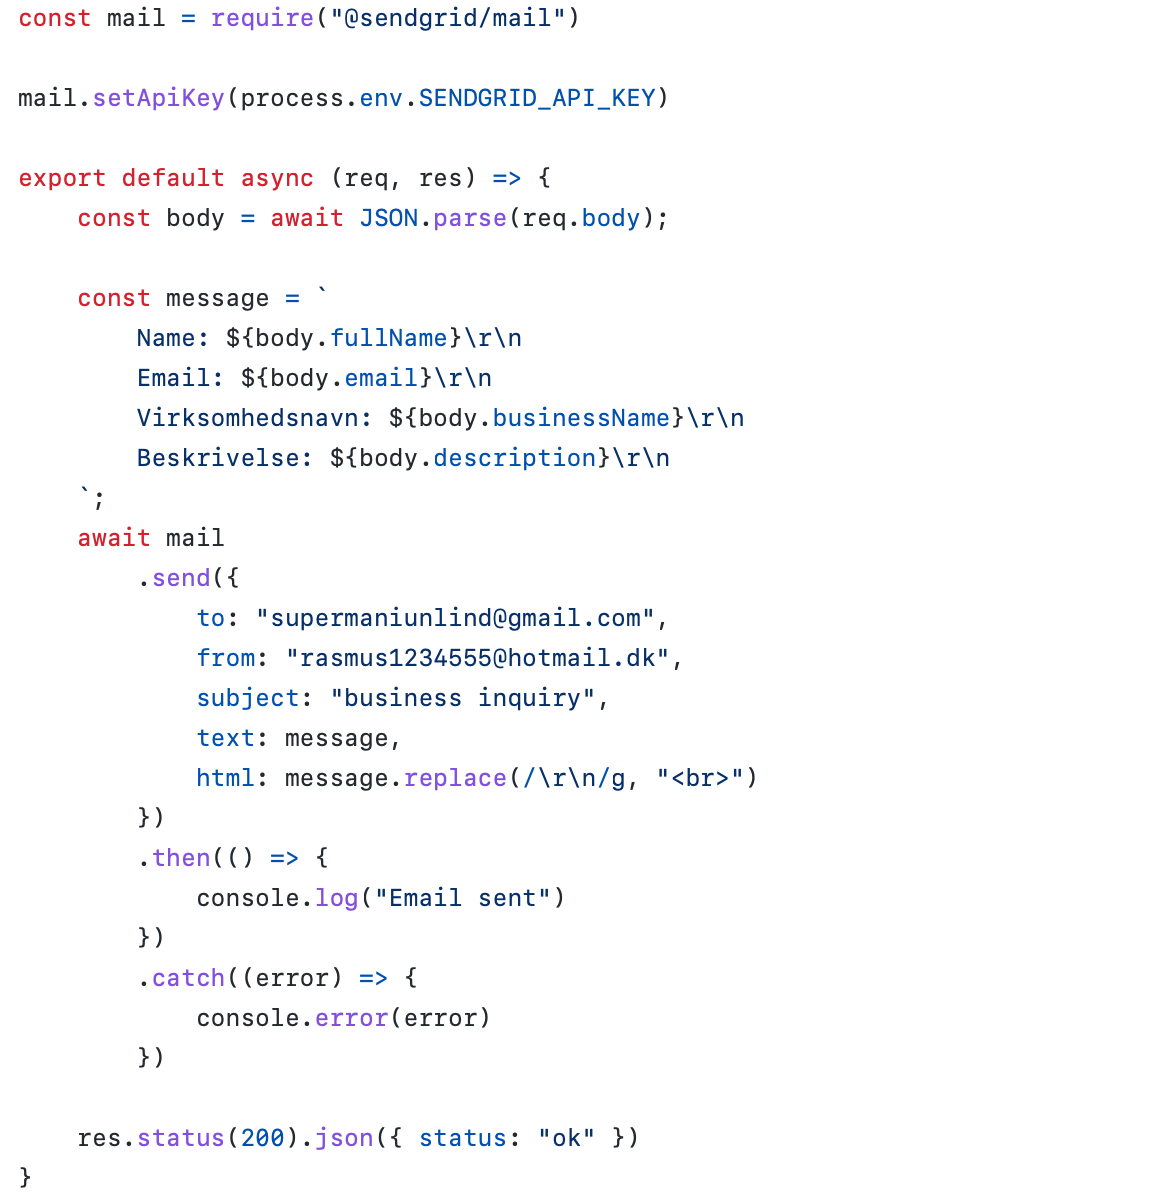 const mail = require("@sendgrid/mail")
mail.setApiKey(process.env.SENDGRID_API_KEY)
export default async (req, res) => {
const body = await JSON.parse(req.body);
const message = `
Name: ${body.fullName}\r\n
Email: ${body.email}\r\n
Virksomhedsnavn: ${body.businessName}\r\n
Beskrivelse: ${body.description}\r\n
`;
await mail
.send({
to: "supermaniunlind@gmail.com",
from: "rasmus1234555@hotmail.dk",
subject: "business inquiry",
text: message,
html: message.replace(/\r\n/g, "<br>")
})
.then(() => {
console.log("Email sent")
})
.catch((error) => {
console.error(error)
})
res.status(200).json({ status: "ok" })
}